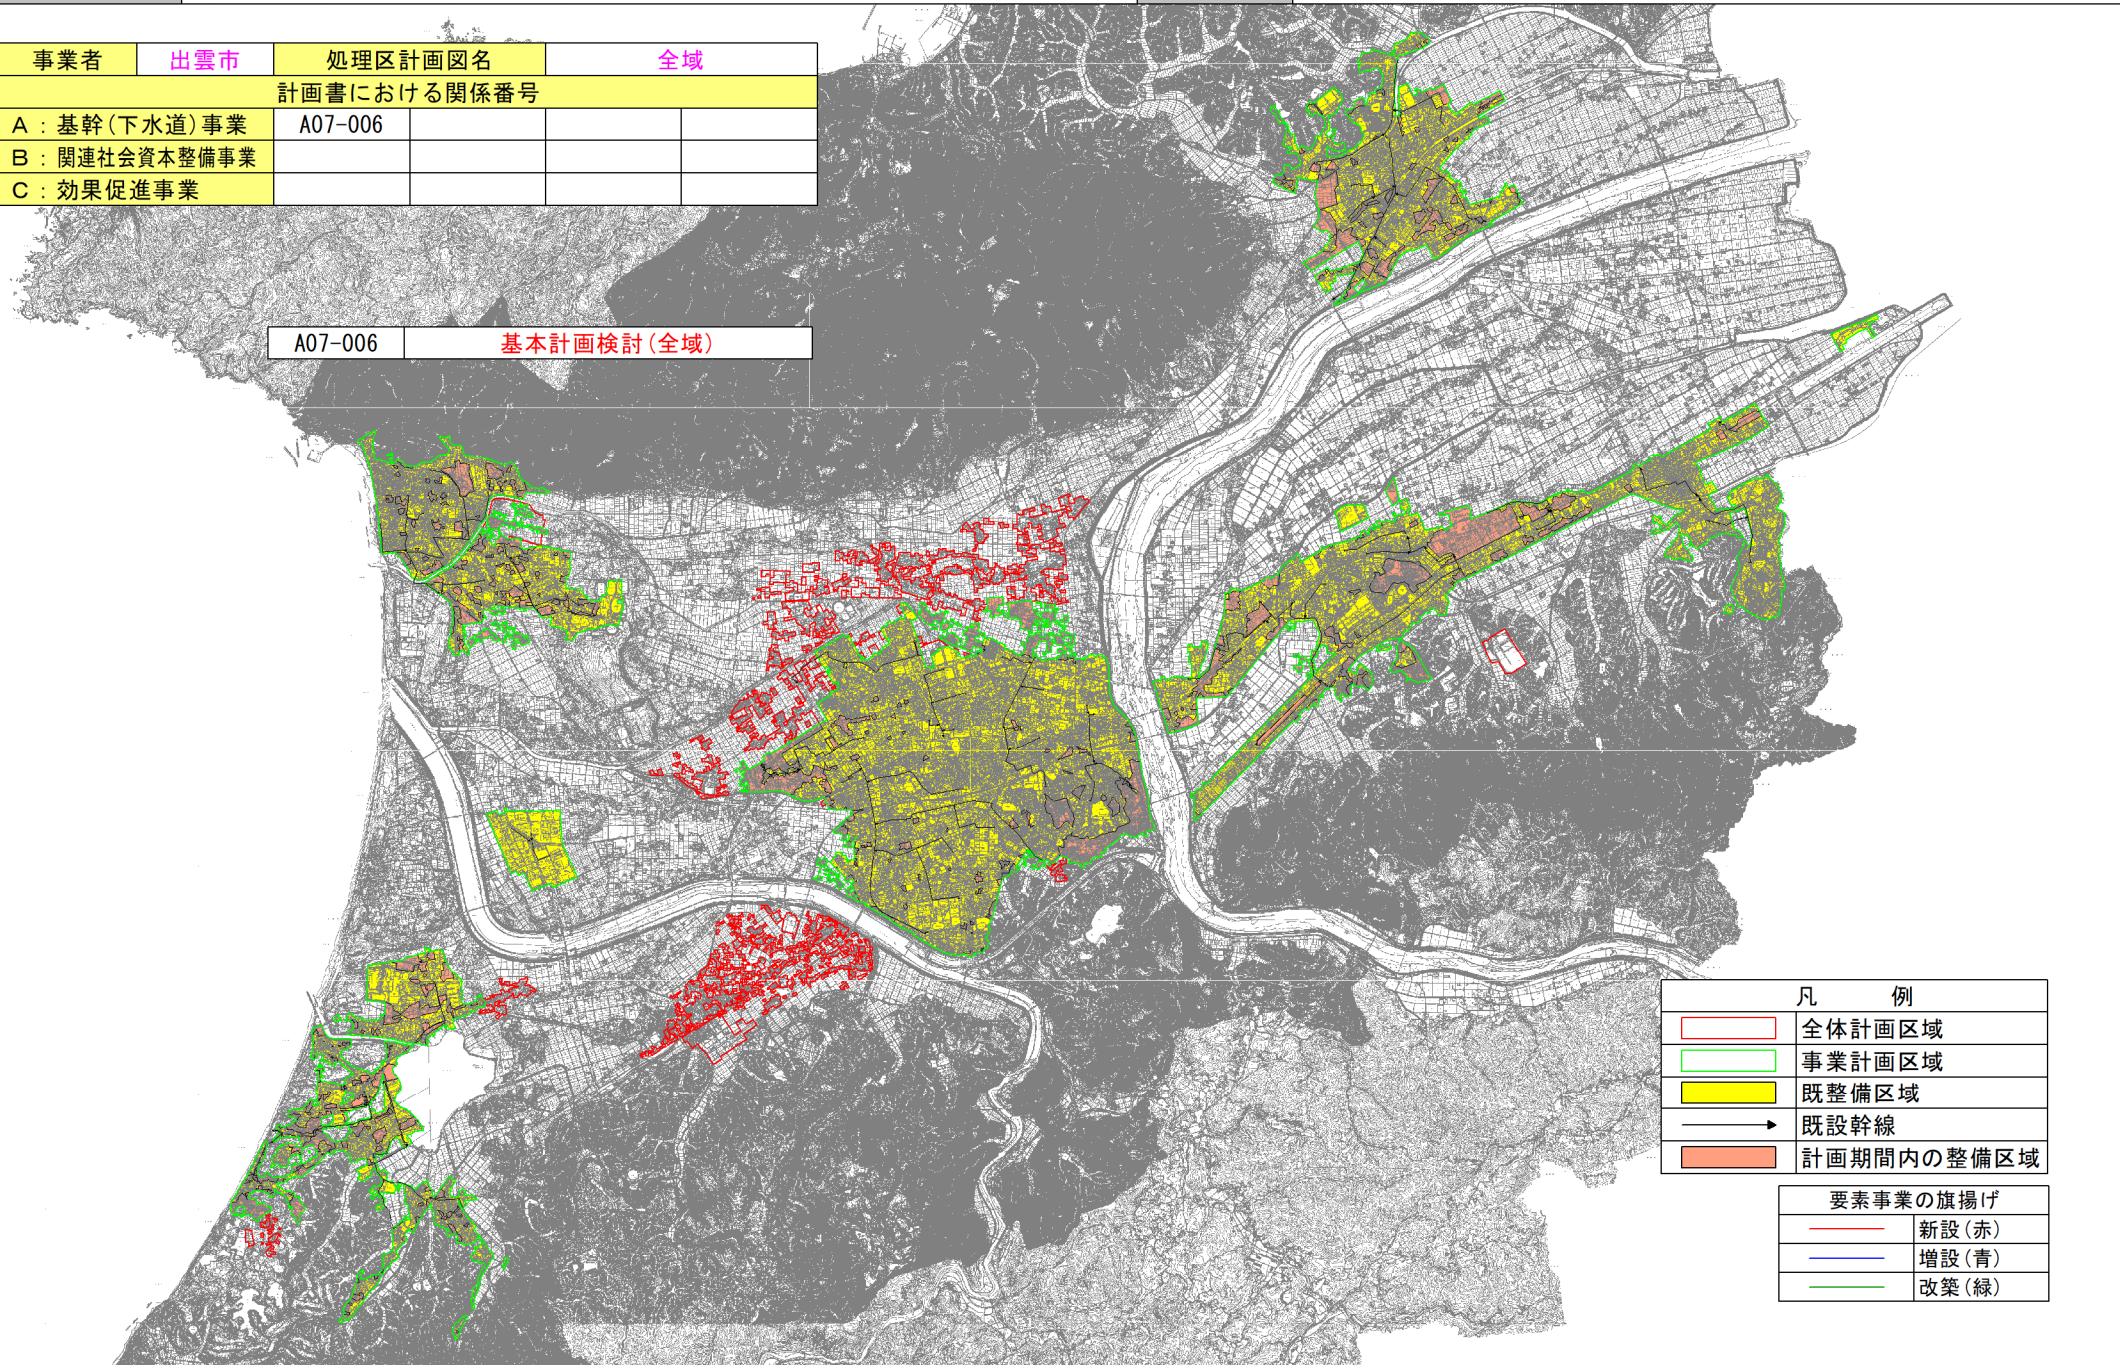 事業者 出雲市 処理区計画図名 全域
計画書における関係番号
A：基幹(下水道)事業 A07-006
B：関連社会資本整備事業
C：効果促進事業
A07-006 基本計画検討(全域)
凡 例
全体計画区域
事業計画区域
既整備区域
既設幹線
計画期間内の整備区域
要素事業の旗揚げ
新設(赤)
増設(青)
改築(緑)